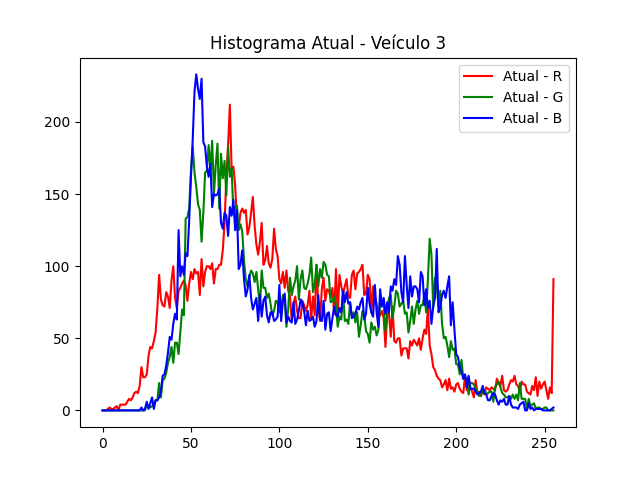 Histograma Atual - Veículo 3
Atual - R
Atual - G
Atual - B
200
150
100
50
0
0 50 100 150 200 250